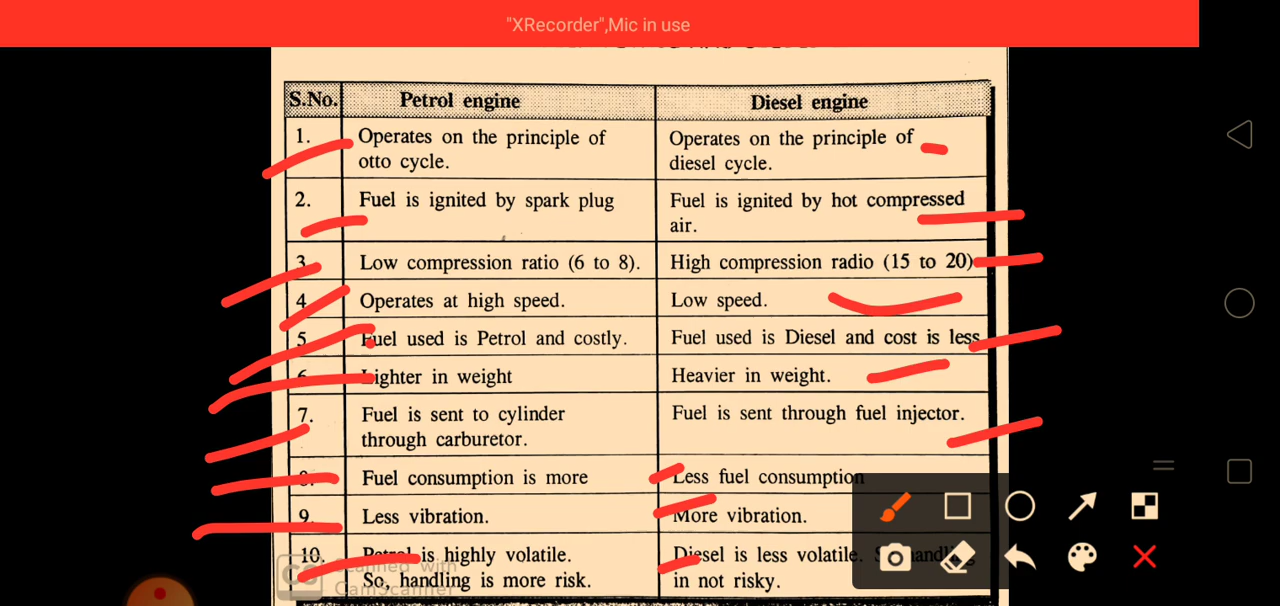 "XRecorder",Mic in use
S.No. Petrol engine Diesel engine
1. Operates on the principle of otto cycle. Operates on the principle of diesel cycle.
2. Fuel is ignited by spark plug Fuel is ignited by hot compressed air.
3. Low compression ratio (6 to 8). High compression radio (15 to 20)
4 Operates at high speed. Low speed.
5 Fuel used is Petrol and costly. Fuel used is Diesel and cost is less
6 Lighter in weight Heavier in weight.
7. Fuel is sent to cylinder through carburetor. Fuel is sent through fuel injector.
8. Fuel consumption is more Less fuel consumption
9. Less vibration. More vibration.
10. Petrol is highly volatile. So, handling is more risk. Diesel is less volatile. So handling in not risky.
CS Scanned with CamScanner